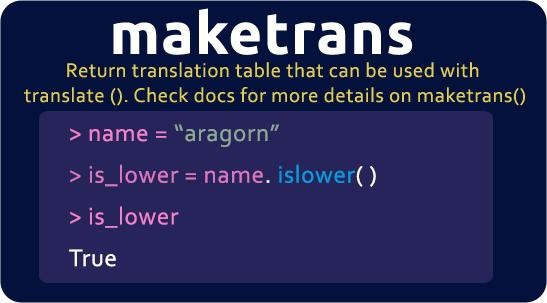 maketrans
Return translation table that can be used with
translate (). Check docs for more details on maketrans()
> name = “aragorn”
> is_lower = name. islower( )
> is_lower
True